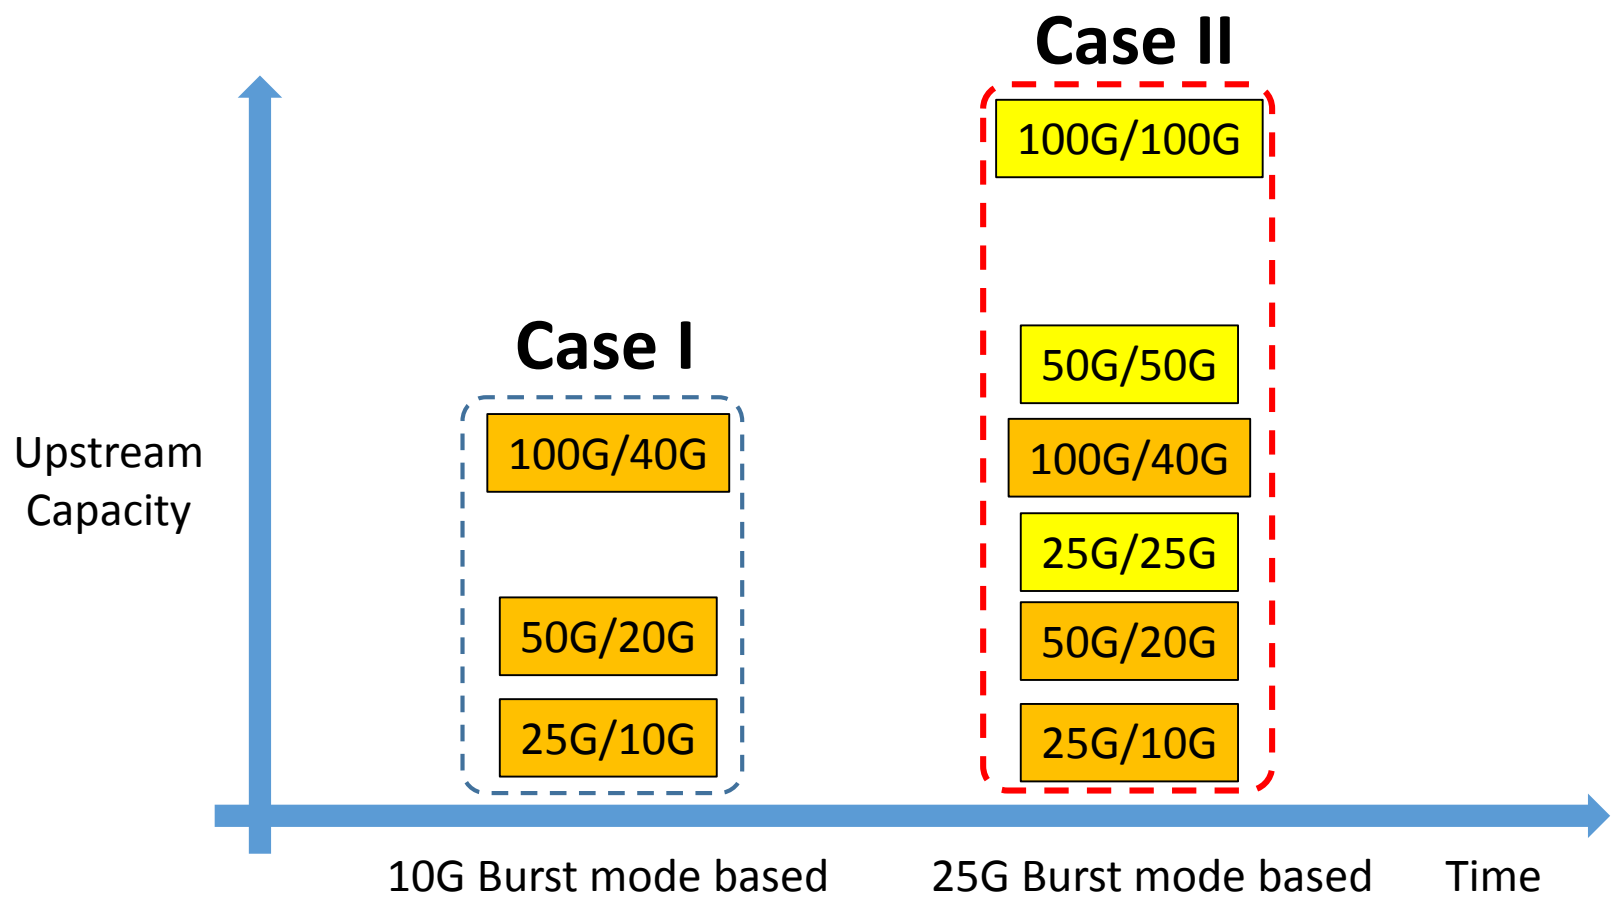 Case II
100G/100G
50G/50G
100G/40G
25G/25G
50G/20G
25G/10G
Case I
100G/40G
50G/20G
25G/10G
Upstream
Capacity
10G Burst mode based
25G Burst mode based
Time